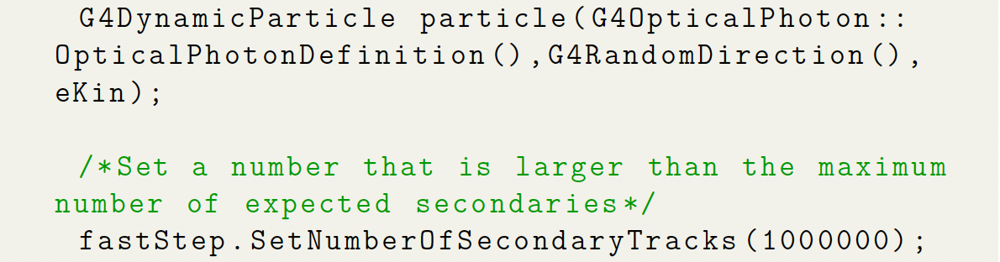 G4DynamicParticle particle(G4OpticalPhoton::
OpticalPhotonDefinition(),G4RandomDirection(),
eKin);
/*Set a number that is larger than the maximum
number of expected secondaries*/
fastStep.SetNumberOfSecondaryTracks(1000000);